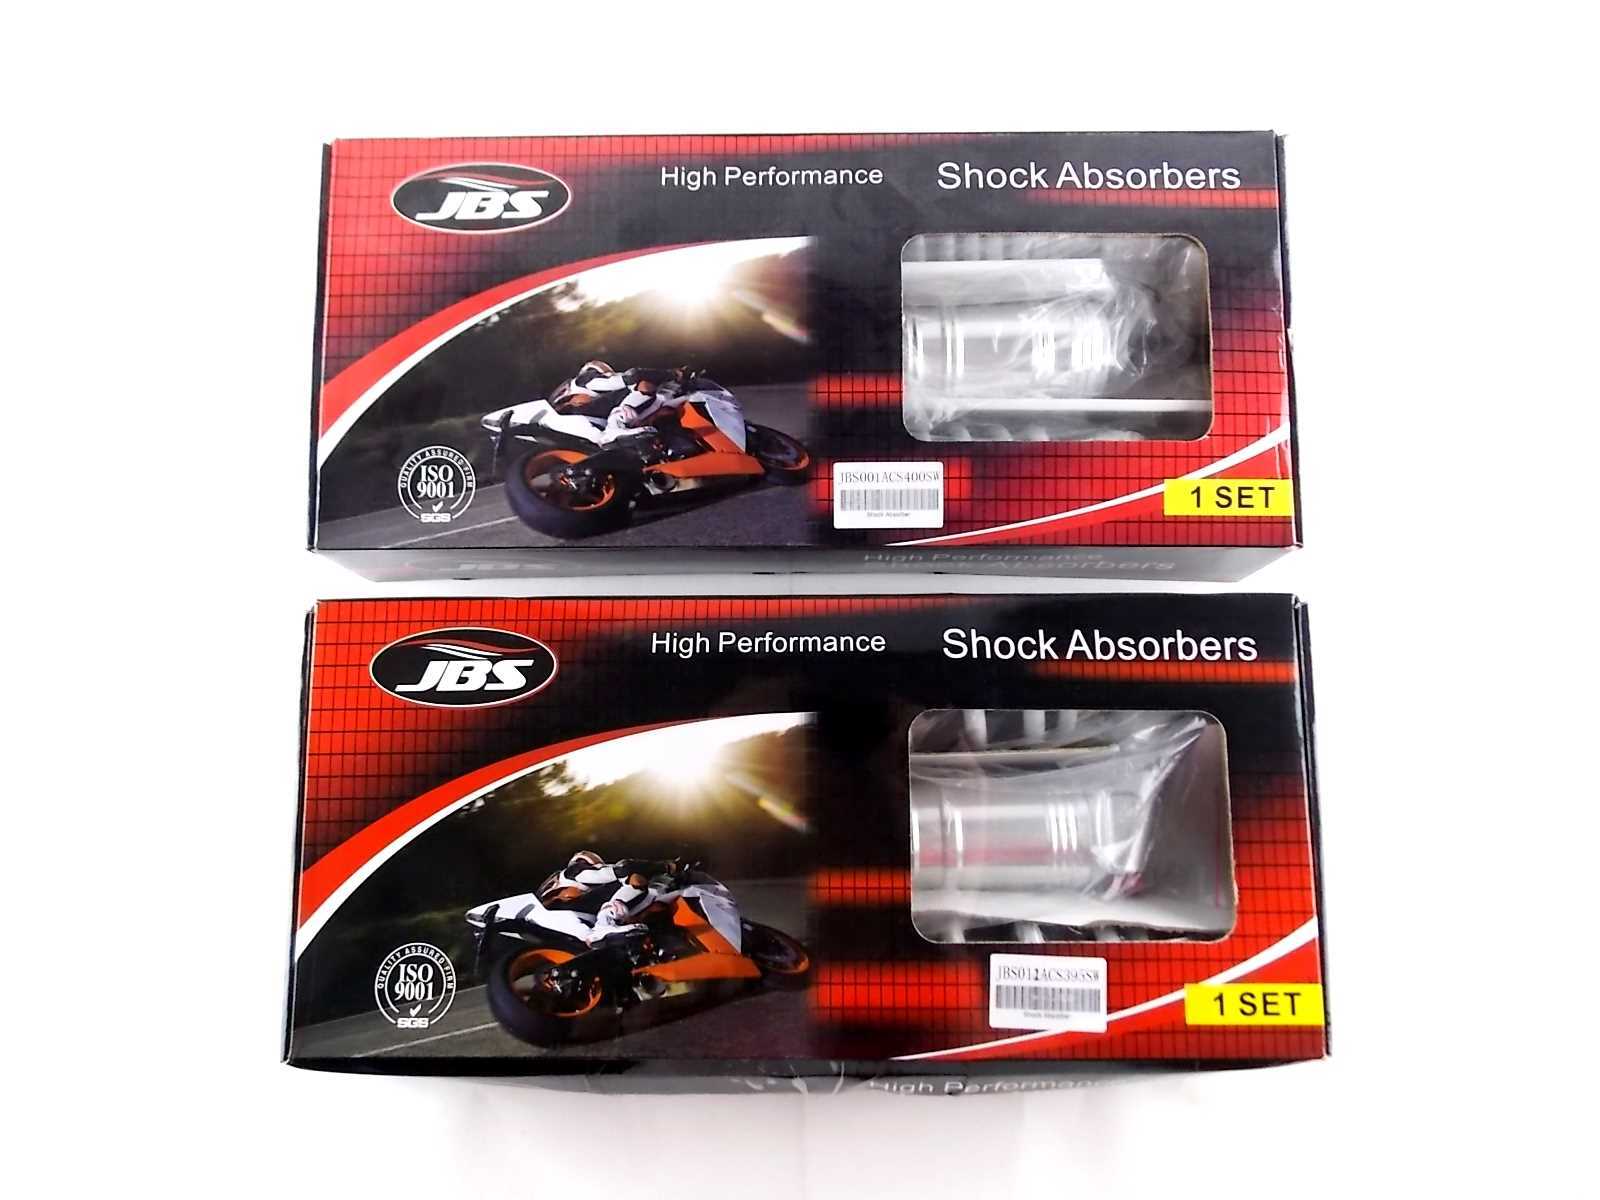 JBS
High Performance
Shock Absorbers
QUALITY ASSURED FIRM
ISO
9001
SGS
JBS001ACS400SW
Shock Absorber
1 SET
JBS
High Performance
Shock Absorbers
JBS
High Performance
Shock Absorbers
QUALITY ASSURED FIRM
ISO
9001
SGS
JBS012ACS395SW
Shock Absorber
1 SET
High Performance